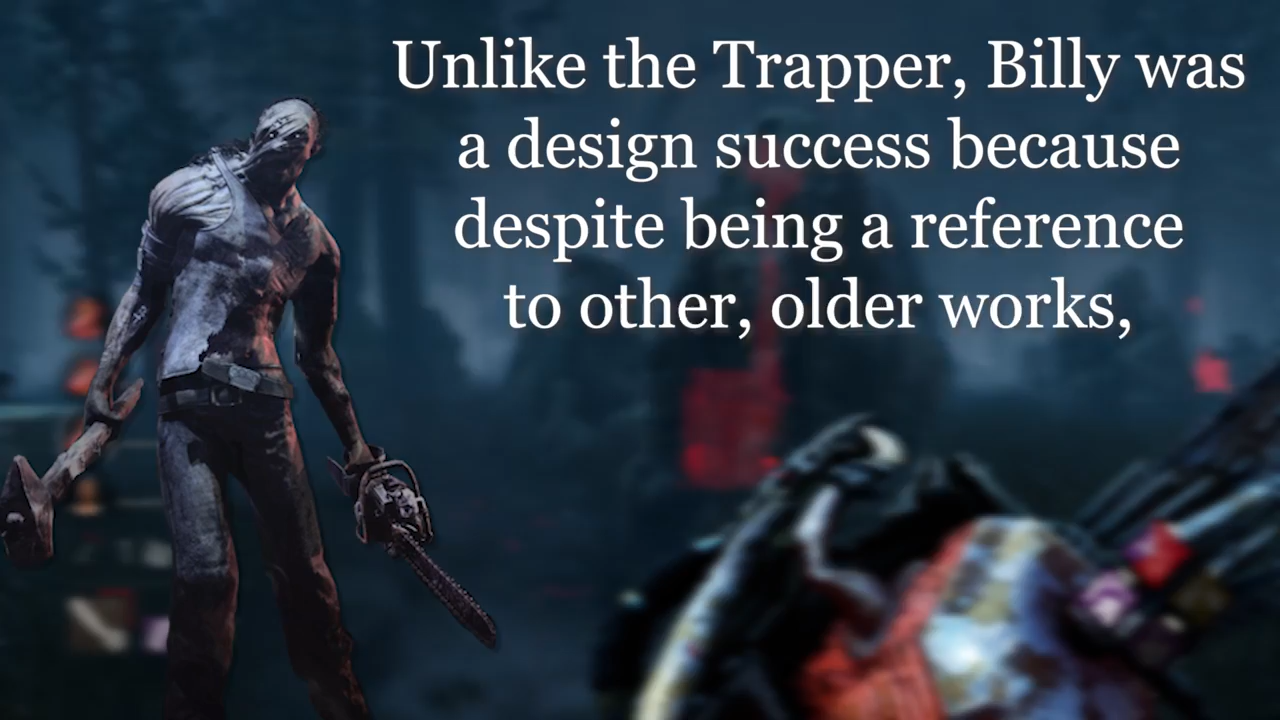 Unlike the Trapper, Billy was
a design success because
despite being a reference
to other, older works,